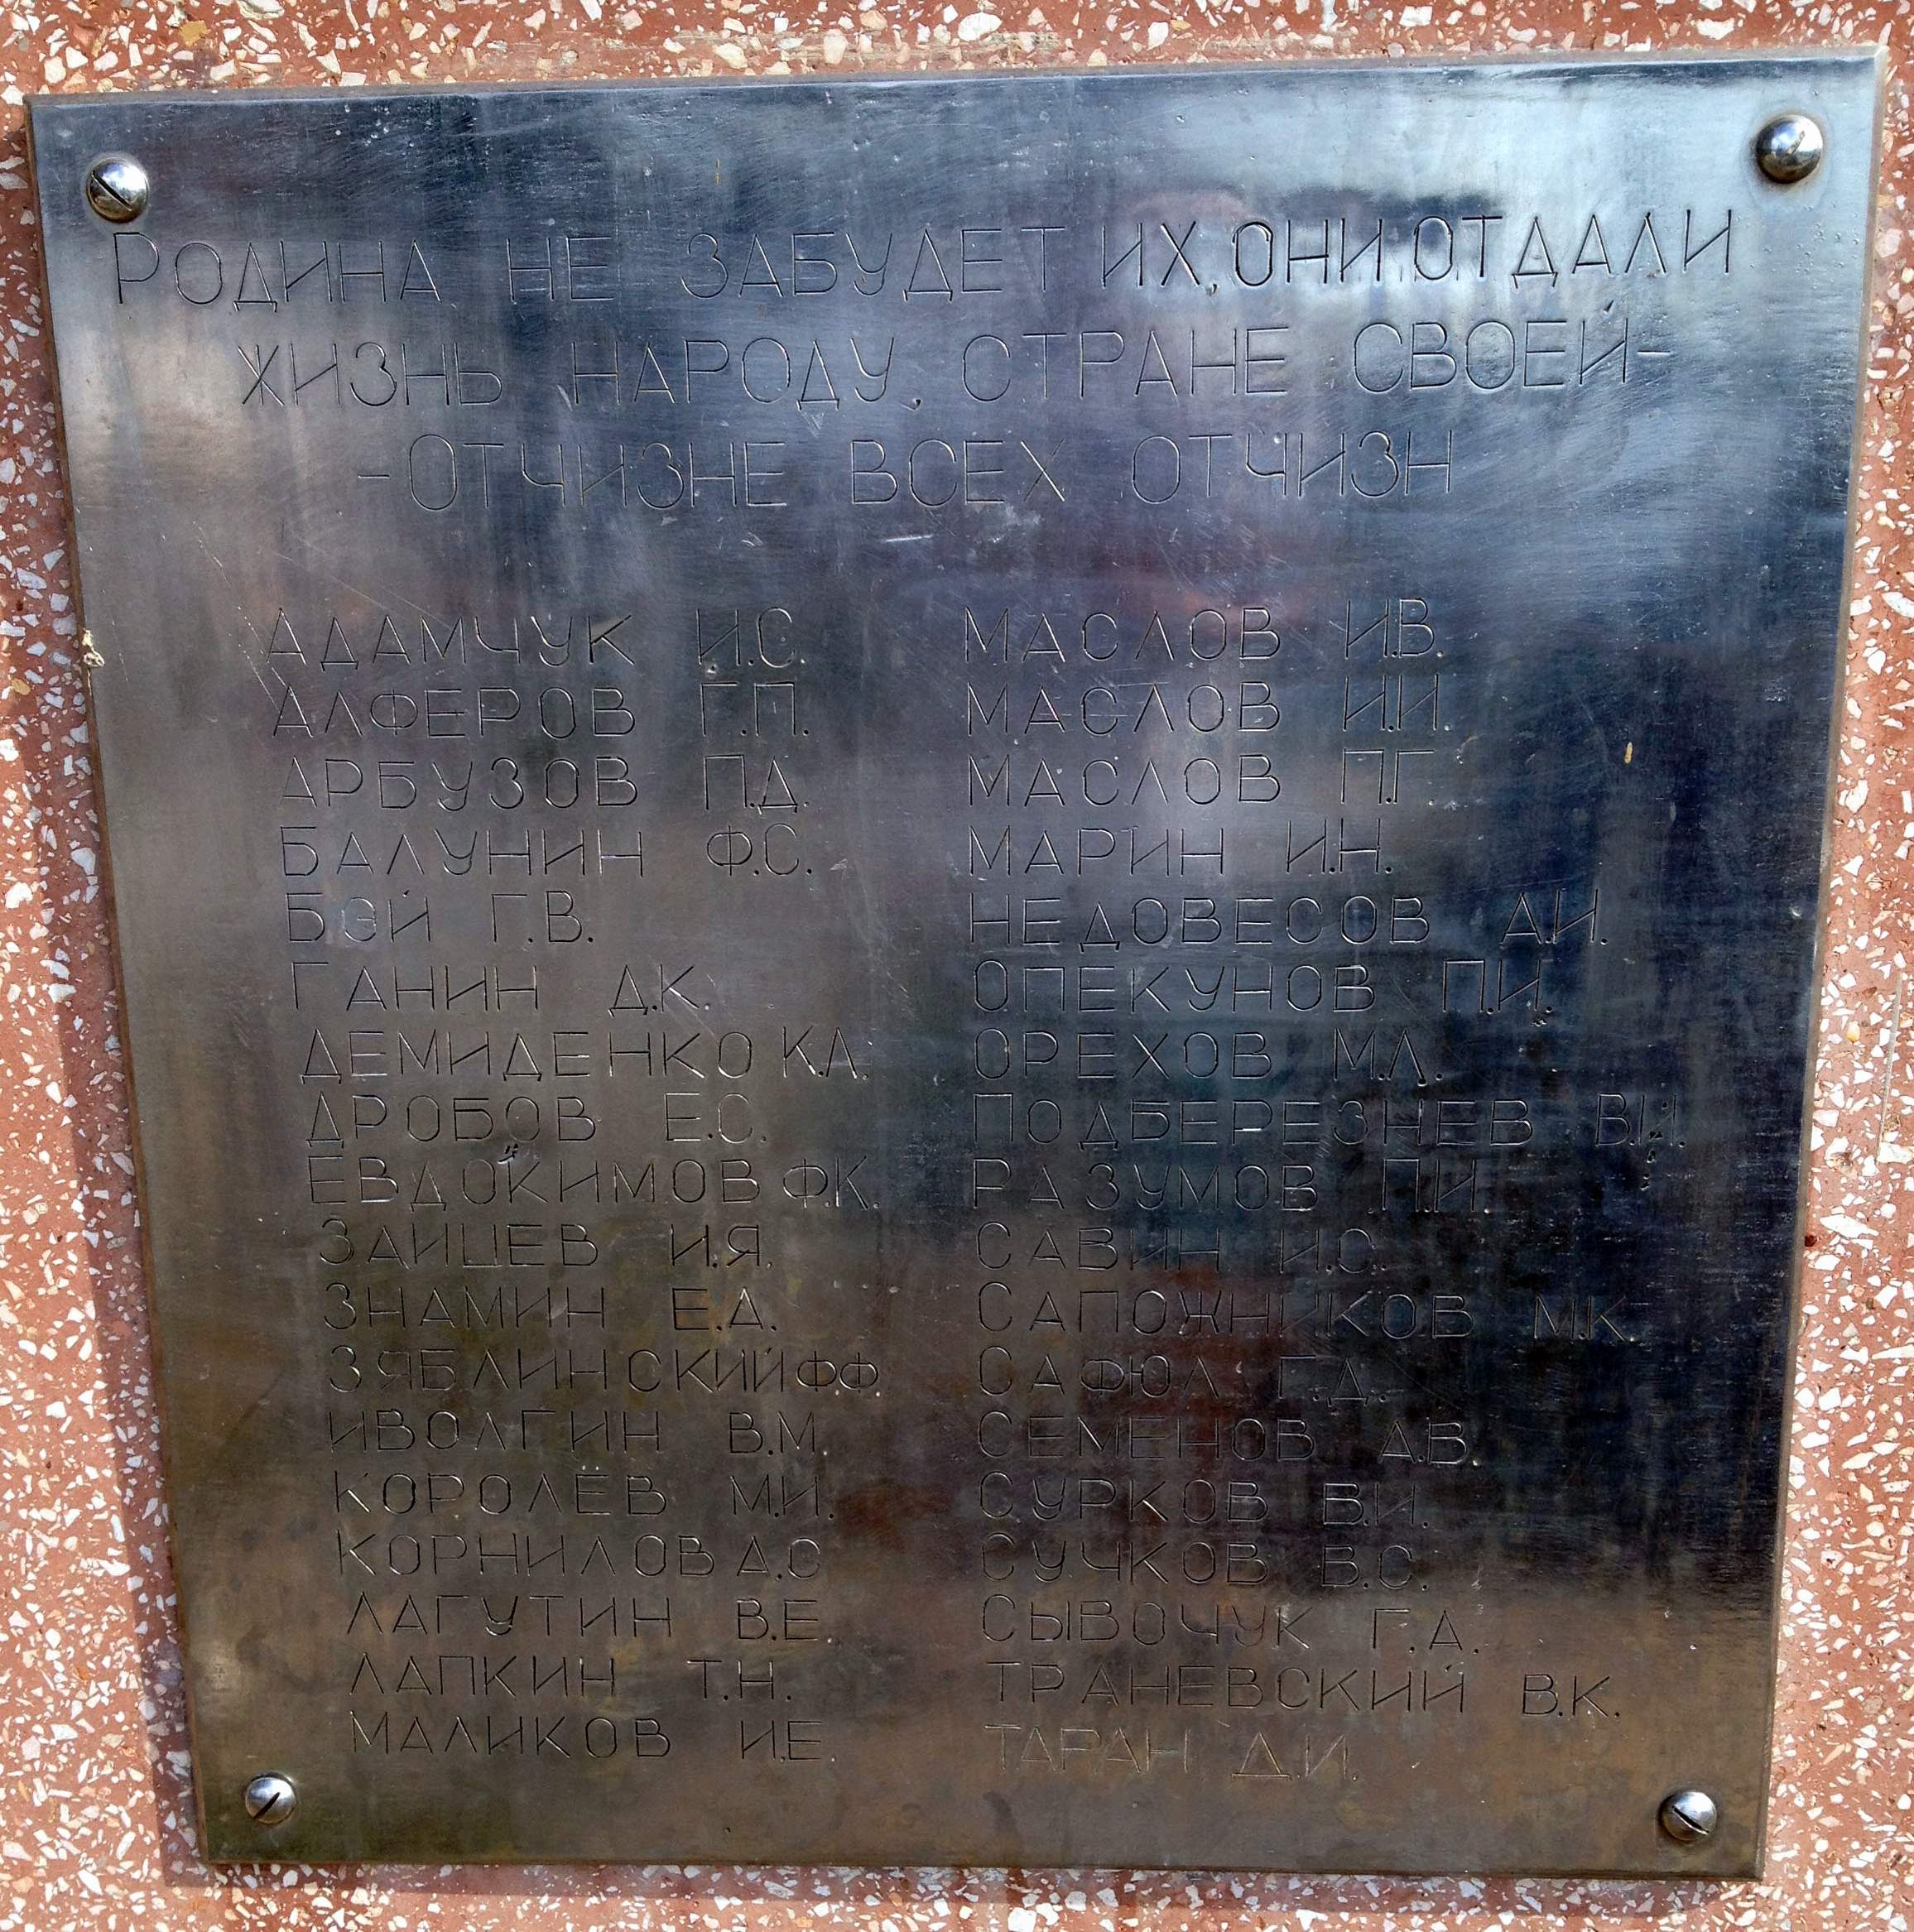 РОДИНА НЕ ЗАБУДЕТ ИХ, ОНИ ОТДАЛИ
ЖИЗНЬ НАРОДУ, СТРАНЕ СВОЕЙ-
-ОТЧИЗНЕ ВСЕХ ОТЧИЗН
АДАМЧУК И.С.
АЛФЕРОВ Г.П.
АРБУЗОВ П.Д.
БАЛУНИН Ф.С.
БЭЙ Г.В.
ГАНИН Д.К.
ДЕМИДЕНКО К.Л.
ДРОБОВ Е.С.
ЕВДОКИМОВ Ф.К.
ЗАЙЦЕВ И.Я.
ЗНАМИН Е.Д.
ЗЯБЛИНСКИЙ ФФ
ИВОЛГИН В.М.
КОРОЛЁВ М.И.
КОРНИЛОВ А.С
ЛАГУТИН В.Е.
ЛАПКИН Т.Н.
МАЛИКОВ И.Е.
МАСЛОВ И.В.
МАСЛОВ И.И.
МАСЛОВ П.Г.
МАРИН И.Н.
НЕДОВЕСОВ А.И.
ОПЕКУНОВ П.И.
ОРЕХОВ М.Л.
ПОДБЕРЕЗНЕВ В.И.
РАЗУМОВ П.И.
САВИН И.С.
САПОЖНИКОВ М.К.
САФЮЛ Г.Д.
СЕМЕНОВ А.В.
СУРКОВ В.И.
СУЧКОВ В.С.
СЫВОЧУК Г.А.
ТРАНЕВСКИЙ В.К.
ТАРАН Д.И.